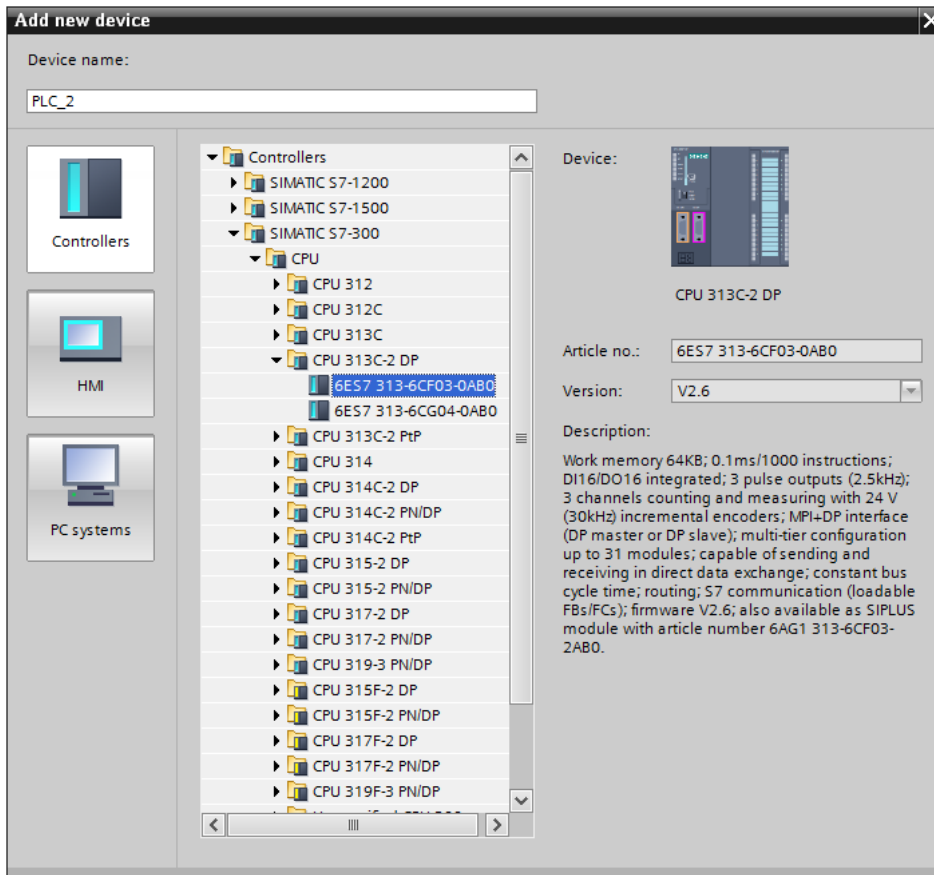 Add new device
Device name:
PLC_2
Controllers
HMI
PC systems
Controllers
SIMATIC S7-1200
SIMATIC S7-1500
SIMATIC S7-300
CPU
CPU 312
CPU 312C
CPU 313C
CPU 313C-2 DP
6ES7 313-6CF03-0AB0
6ES7 313-6CG04-0AB0
CPU 313C-2 PtP
CPU 314
CPU 314C-2 DP
CPU 314C-2 PN/DP
CPU 314C-2 PtP
CPU 315-2 DP
CPU 315-2 PN/DP
CPU 317-2 DP
CPU 317-2 PN/DP
CPU 319-3 PN/DP
CPU 315F-2 DP
CPU 315F-2 PN/DP
CPU 317F-2 DP
CPU 317F-2 PN/DP
CPU 319F-3 PN/DP
Device:
CPU 313C-2 DP
Article no.:
6ES7 313-6CF03-0AB0
Version:
V2.6
Description:
Work memory 64KB; 0.1ms/1000 instructions;
DI16/DO16 integrated; 3 pulse outputs (2.5kHz);
3 channels counting and measuring with 24 V
(30kHz) incremental encoders; MPI+DP interface
(DP master or DP slave); multi-tier configuration
up to 31 modules; capable of sending and
receiving in direct data exchange; constant bus
cycle time; routing; S7 communication (loadable
FBs/FCs); firmware V2.6; also available as SIPLUS
module with article number 6AG1 313-6CF03-
2AB0.